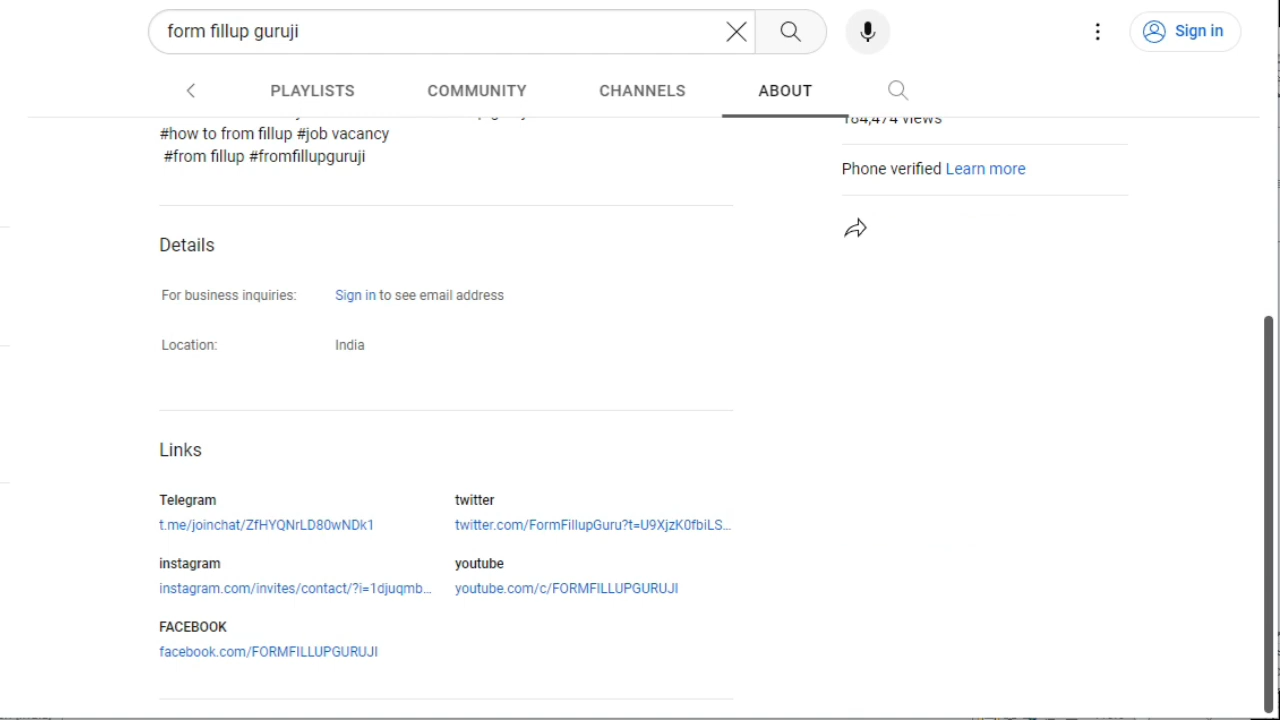 form fillup guruji
Sign in
PLAYLISTS
COMMUNITY
CHANNELS
ABOUT
#how to from fillup #job vacancy
#from fillup #fromfillupguruji
184,474 views
Phone verified Learn more
Details
For business inquiries: Sign in to see email address
Location: India
Links
Telegram
t.me/joinchat/ZfHYQNrLD80wNDk1
twitter
twitter.com/FormFillupGuru?t=U9XjzK0fbiLS...
instagram
instagram.com/invites/contact/?i=1djuqmb...
youtube
youtube.com/c/FORMFILLUPGURUJI
FACEBOOK
facebook.com/FORMFILLUPGURUJI